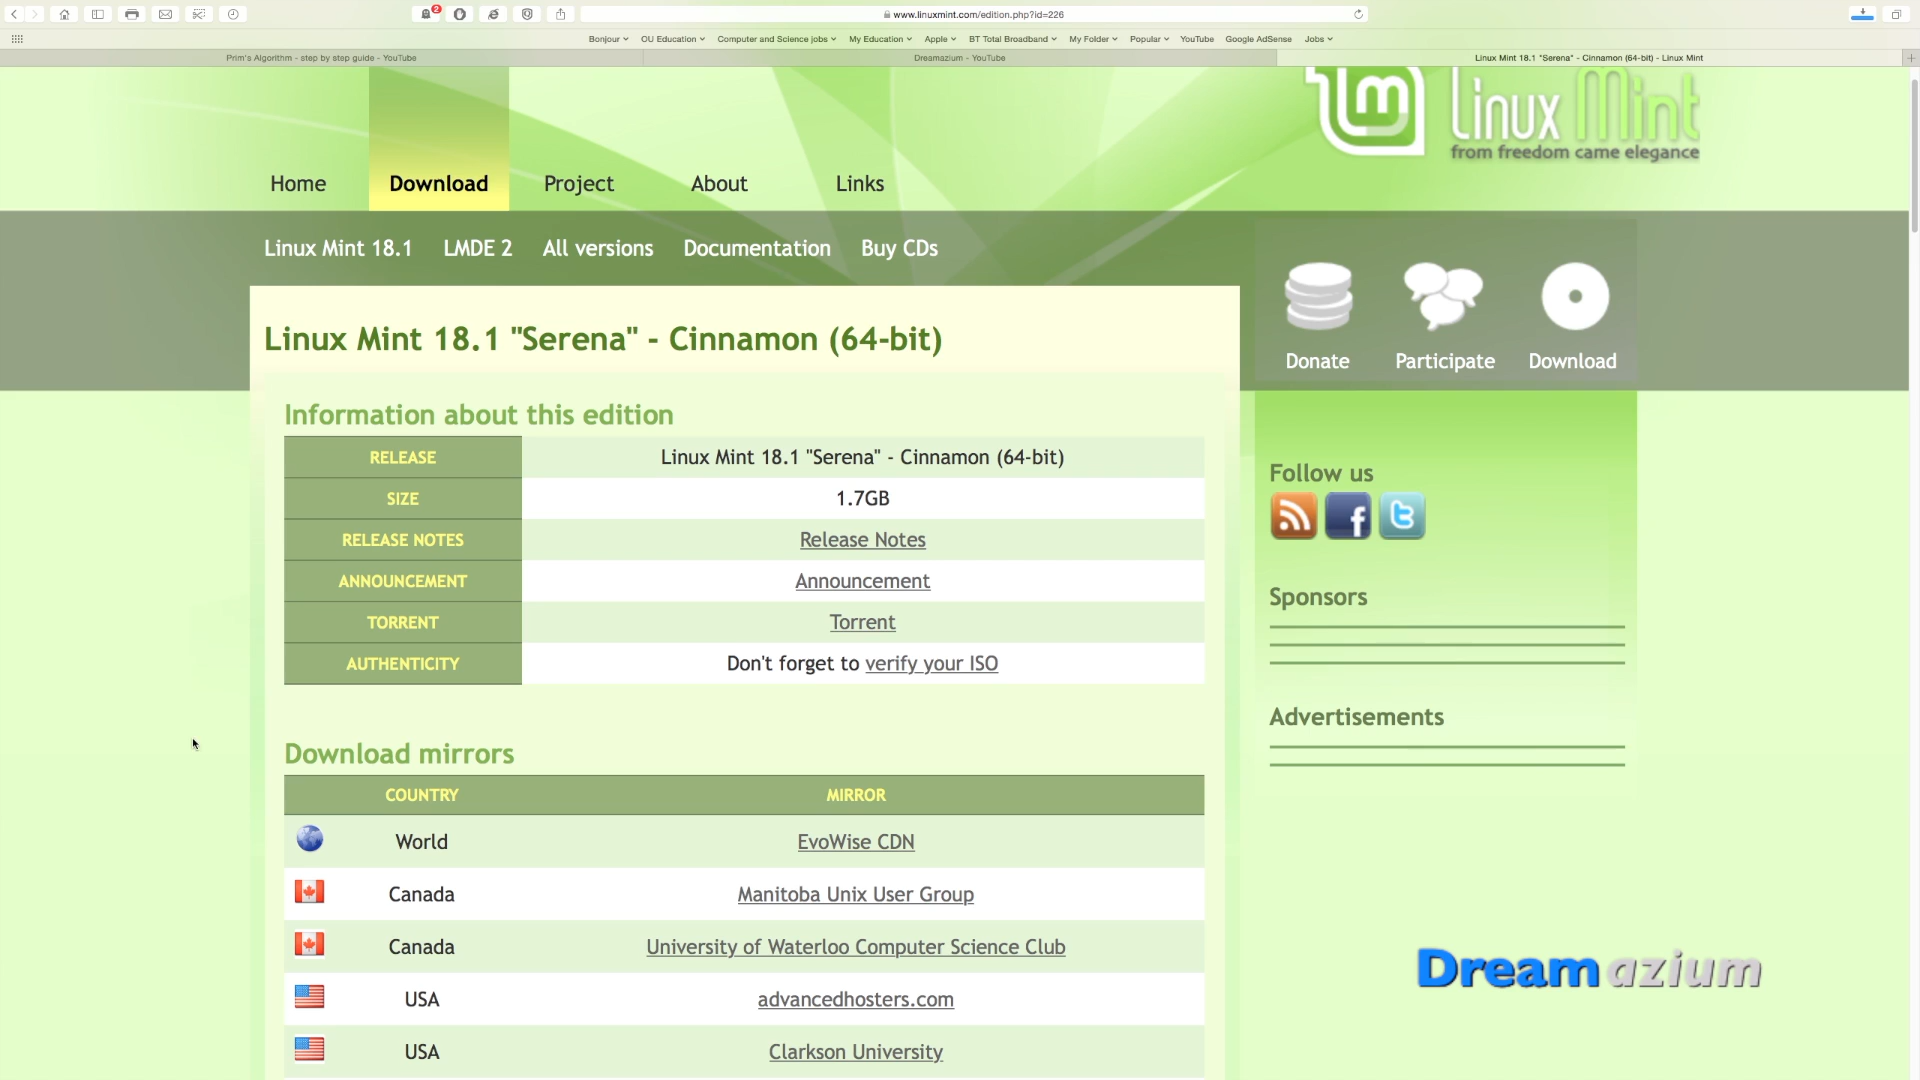 2
www.linuxmint.com/edition.php?id=226
Bonjour OU Education Computer and Science jobs My Education Apple BT Total Broadband My Folder Popular YouTube Google AdSense Jobs
Prim's Algorithm - step by step guide - YouTube
Dreamazium - YouTube
Linux Mint 18.1 "Serena" - Cinnamon (64-bit) - Linux Mint
Linux Mint
from freedom came elegance
Home Download Project About Links
Linux Mint 18.1 LMDE 2 All versions Documentation Buy CDs
Donate Participate Download
Linux Mint 18.1 "Serena" - Cinnamon (64-bit)
Information about this edition
RELEASE Linux Mint 18.1 "Serena" - Cinnamon (64-bit)
SIZE 1.7GB
RELEASE NOTES Release Notes
ANNOUNCEMENT Announcement
TORRENT Torrent
AUTHENTICITY Don't forget to verify your ISO
Download mirrors
COUNTRY MIRROR
World EvoWise CDN
Canada Manitoba Unix User Group
Canada University of Waterloo Computer Science Club
USA advancedhosters.com
USA Clarkson University
Follow us
Sponsors
Advertisements
Dreamazium